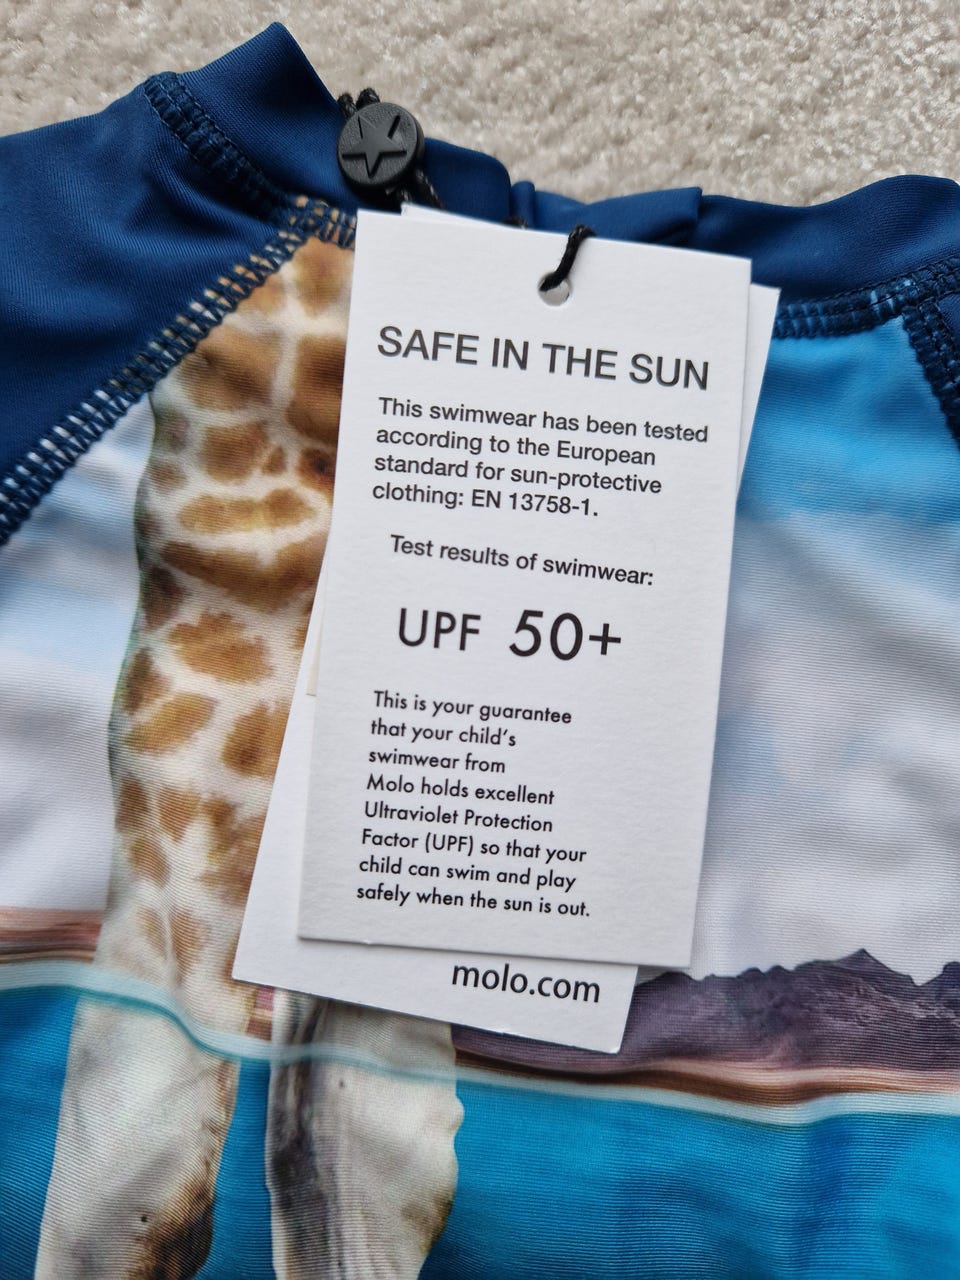 SAFE IN THE SUN
This swimwear has been tested
according to the European
standard for sun-protective
clothing: EN 13758-1.
Test results of swimwear:
UPF 50+
This is your guarantee
that your child's
swimwear from
Molo holds excellent
Ultraviolet Protection
Factor (UPF) so that your
child can swim and play
safely when the sun is out.
molo.com